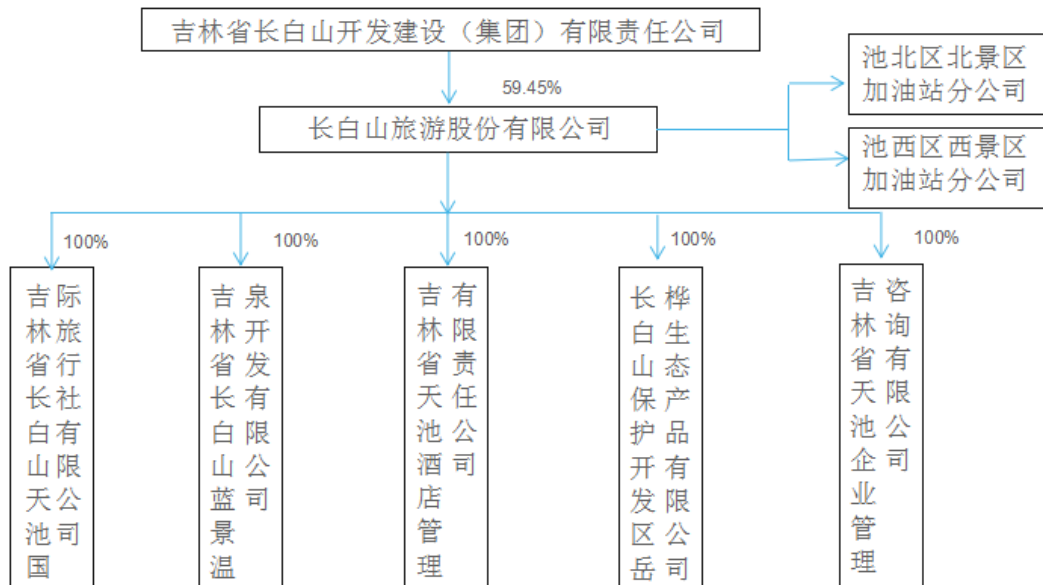 吉林省长白山开发建设（集团）有限责任公司
59.45%
池北区北景区
加油站分公司
长白山旅游股份有限公司
池西区西景区
加油站分公司
100%
100%
100%
100%
100%
吉林省长白山天池国
际旅行社有限公司
吉林省长白山蓝景温
泉开发有限公司
吉林省天池酒店管理
有限责任公司
长白山保护开发区岳
桦生态产品有限公司
吉林省天池企业管理
咨询有限公司